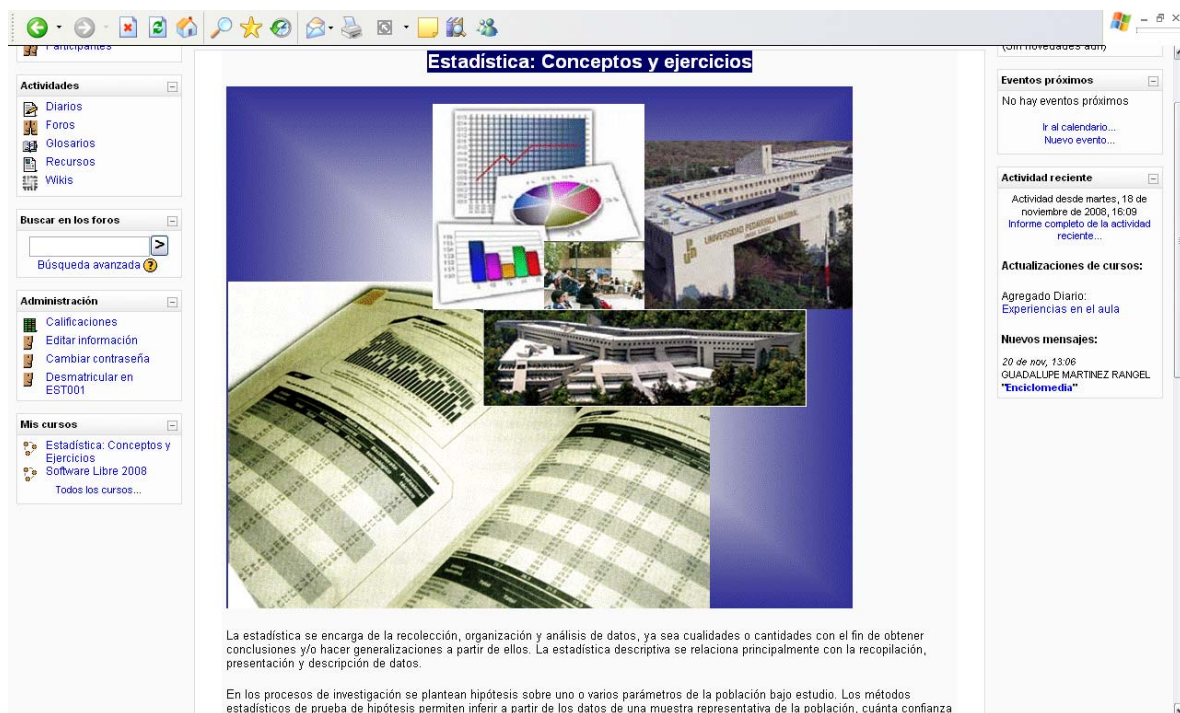 Participantes
Actividades
Diarios
Foros
Glosarios
Recursos
Wikis
Buscar en los foros
>
Búsqueda avanzada ?
Administración
Calificaciones
Editar información
Cambiar contraseña
Desmatricular en
EST001
Mis cursos
Estadística: Conceptos y
Ejercicios
Software Libre 2008
Todos los cursos...
Estadística: Conceptos y ejercicios
UNIVERSIDAD PEDAGOGICA NACIONAL
La estadística se encarga de la recolección, organización y análisis de datos, ya sea cualidades o cantidades con el fin de obtener
conclusiones y/o hacer generalizaciones a partir de ellos. La estadística descriptiva se relaciona principalmente con la recopilación,
presentación y descripción de datos.
En los procesos de investigación se plantean hipótesis sobre uno o varios parámetros de la población bajo estudio. Los métodos
estadísticos de prueba de hipótesis permiten inferir a partir de los datos de una muestra representativa de la población, cuánta confianza
(Sin novedades aún)
Eventos próximos
No hay eventos próximos
Ir al calendario...
Nuevo evento...
Actividad reciente
Actividad desde martes, 18 de
noviembre de 2008, 16:09
Informe completo de la actividad
reciente...
Actualizaciones de cursos:
Agregado Diario:
Experiencias en el aula
Nuevos mensajes:
20 de nov, 13:06
GUADALUPE MARTINEZ RANGEL
"Enciclomedia"